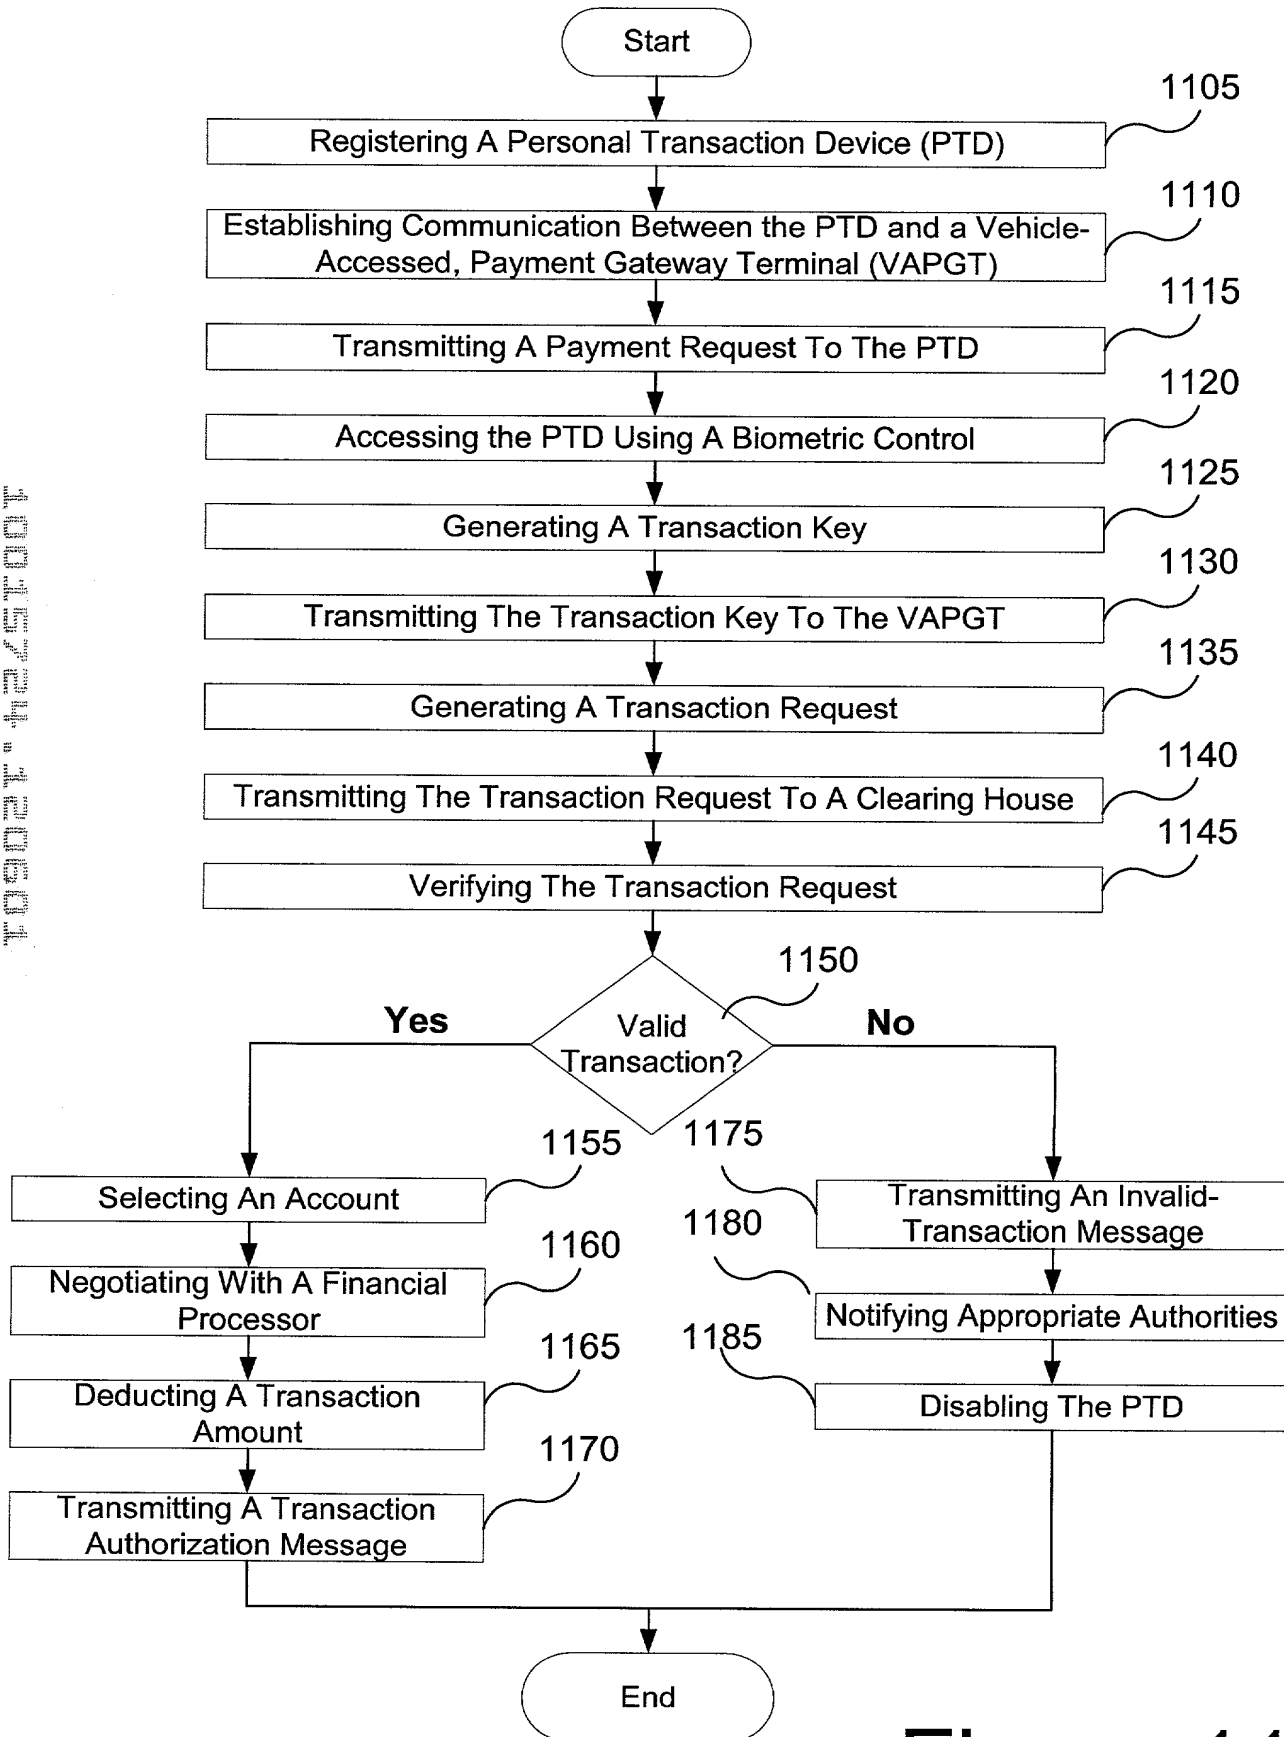 Start
1105
Registering A Personal Transaction Device (PTD)
1110
Establishing Communication Between the PTD and a Vehicle-
Accessed, Payment Gateway Terminal (VAPGT)
1115
Transmitting A Payment Request To The PTD
1120
Accessing the PTD Using A Biometric Control
1125
Generating A Transaction Key
1130
Transmitting The Transaction Key To The VAPGT
1135
Generating A Transaction Request
1140
Transmitting The Transaction Request To A Clearing House
1145
Verifying The Transaction Request
1150
Valid
Transaction?
Yes
No
1155
Selecting An Account
1160
Negotiating With A Financial
Processor
1165
Deducting A Transaction
Amount
1170
Transmitting A Transaction
Authorization Message
1175
Transmitting An Invalid-
Transaction Message
1180
Notifying Appropriate Authorities
1185
Disabling The PTD
End